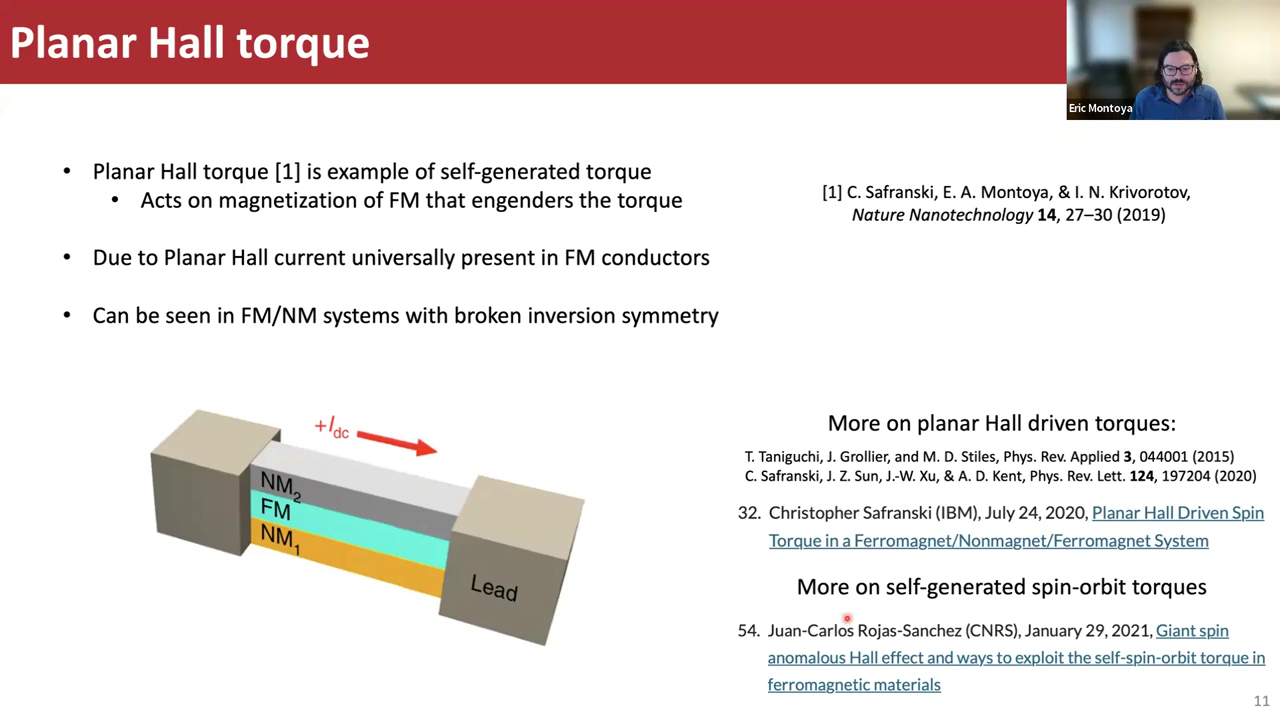 Planar Hall torque
Eric Montoya
• Planar Hall torque [1] is example of self-generated torque
• Acts on magnetization of FM that engenders the torque
• Due to Planar Hall current universally present in FM conductors
• Can be seen in FM/NM systems with broken inversion symmetry
[1] C. Safranski, E. A. Montoya, & I. N. Krivorotov,
Nature Nanotechnology 14, 27–30 (2019)
+Idc
NM2
FM
NM1
Lead
More on planar Hall driven torques:
T. Taniguchi, J. Grollier, and M. D. Stiles, Phys. Rev. Applied 3, 044001 (2015)
C. Safranski, J. Z. Sun, J.-W. Xu, & A. D. Kent, Phys. Rev. Lett. 124, 197204 (2020)
32. Christopher Safranski (IBM), July 24, 2020, Planar Hall Driven Spin
Torque in a Ferromagnet/Nonmagnet/Ferromagnet System
More on self-generated spin-orbit torques
54. Juan-Carlos Rojas-Sanchez (CNRS), January 29, 2021, Giant spin
anomalous Hall effect and ways to exploit the self-spin-orbit torque in
ferromagnetic materials
11